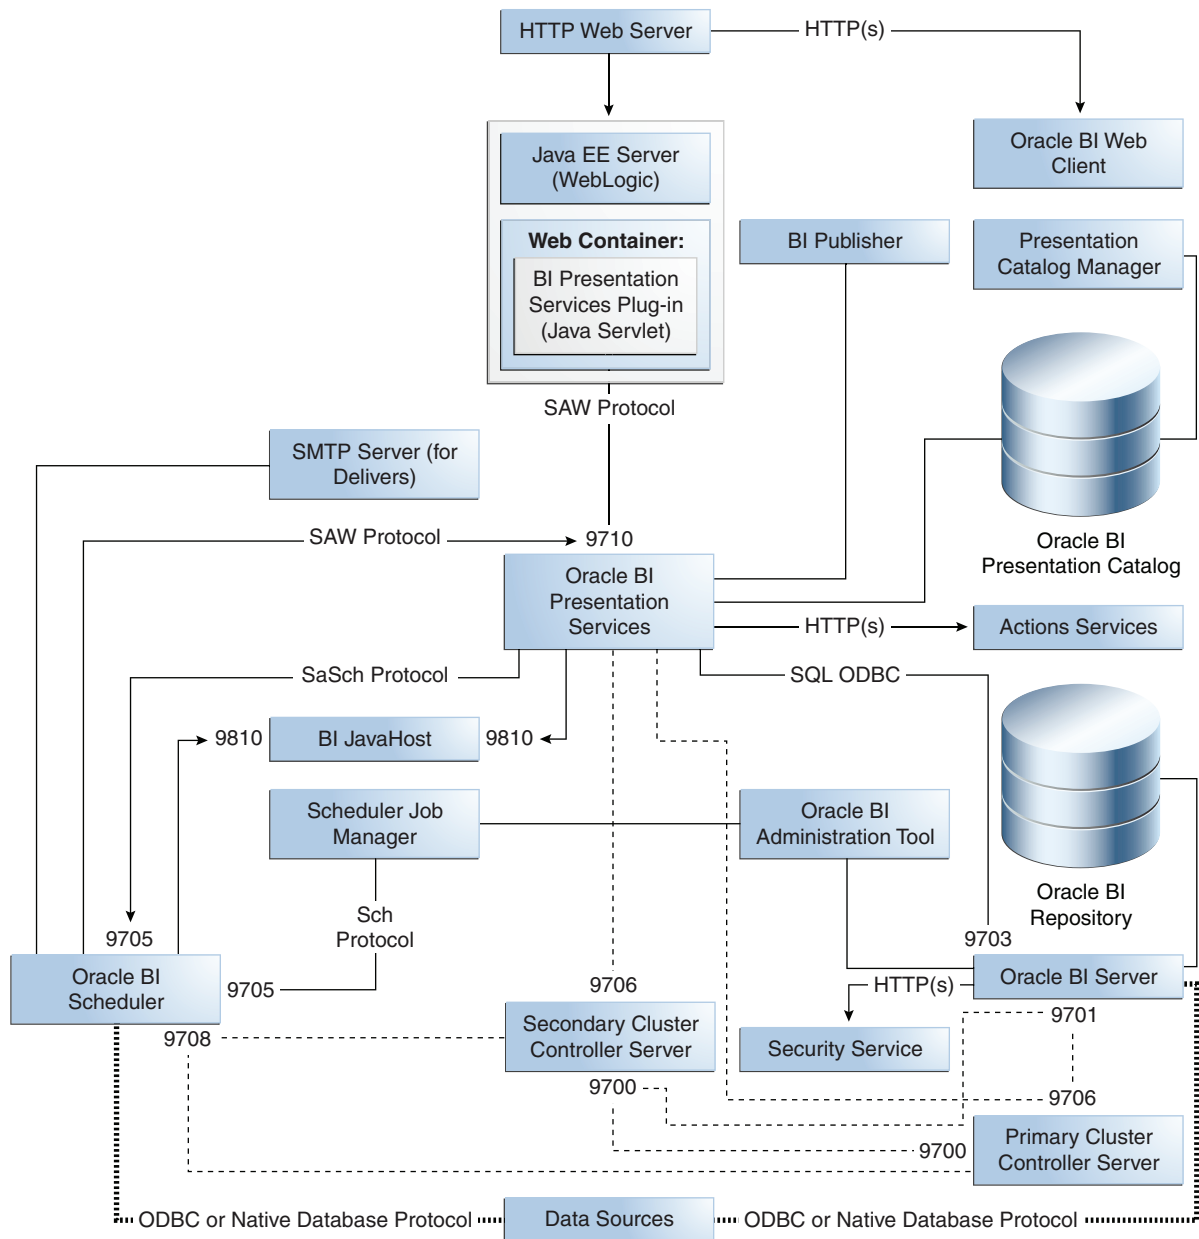 HTTP Web Server
HTTP(s)
Java EE Server
(WebLogic)
Oracle BI Web
Client
Web Container:
BI Presentation
Services Plug-in
(Java Servlet)
BI Publisher
Presentation
Catalog Manager
SAW Protocol
SMTP Server (for
Delivers)
SAW Protocol
9710
Oracle BI
Presentation Catalog
Oracle BI
Presentation
Services
HTTP(s)
Actions Services
SaSch Protocol
SQL ODBC
9810
BI JavaHost
9810
Scheduler Job
Manager
Oracle BI
Administration Tool
Oracle BI
Repository
Sch
Protocol
9705
9703
Oracle BI
Scheduler
9705
9706
HTTP(s)
Oracle BI Server
9708
Secondary Cluster
Controller Server
Security Service
9701
9700
9706
9700
Primary Cluster
Controller Server
ODBC or Native Database Protocol
Data Sources
ODBC or Native Database Protocol